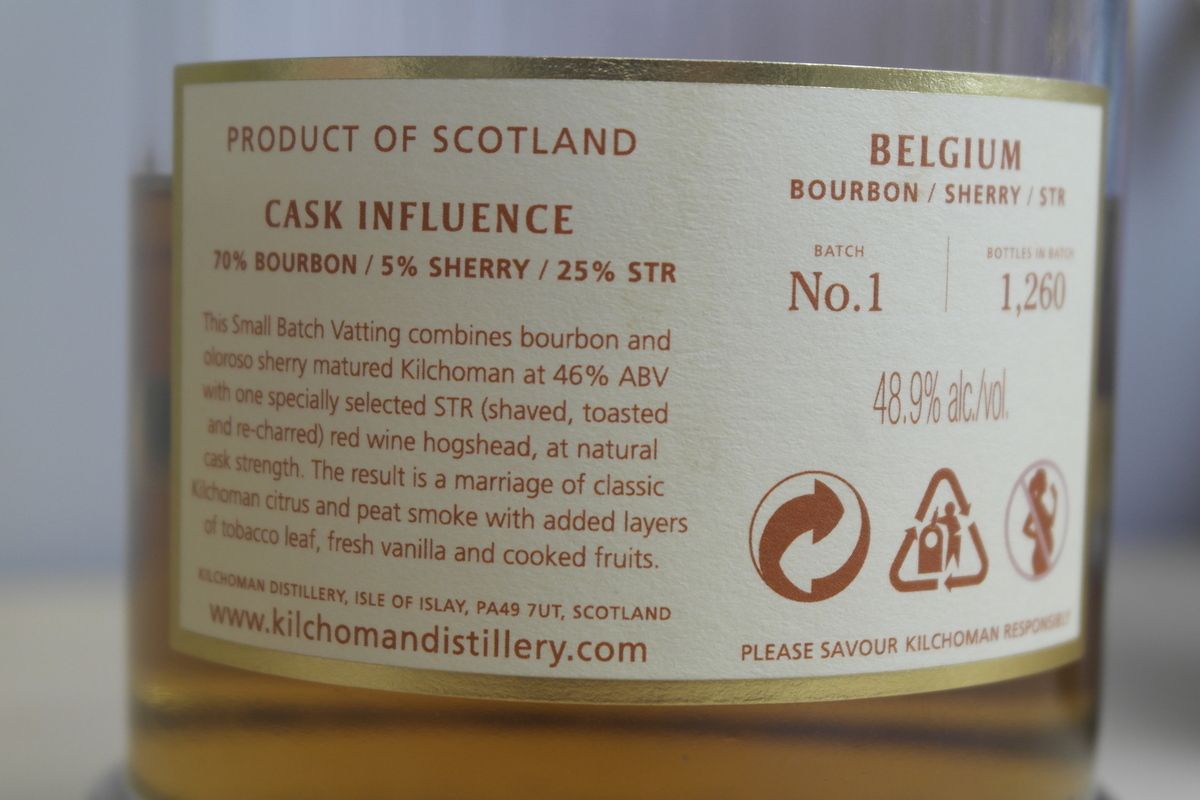 PRODUCT OF SCOTLAND
CASK INFLUENCE
70% BOURBON / 5% SHERRY / 25% STR
This Small Batch Vatting combines bourbon and
oloroso sherry matured Kilchoman at 46% ABV
with one specially selected STR (shaved, toasted
and re-charred) red wine hogshead, at natural
cask strength. The result is a marriage of classic
Kilchoman citrus and peat smoke with added layers
of tobacco leaf, fresh vanilla and cooked fruits.
KILCHOMAN DISTILLERY, ISLE OF ISLAY, PA49 7UT, SCOTLAND
www.kilchomandistillery.com
BELGIUM
BOURBON / SHERRY / STR
BATCH
No.1
BOTTLES IN BATCH
1,260
48.9% alc./vol.
PLEASE SAVOUR KILCHOMAN RESPONSIBLY